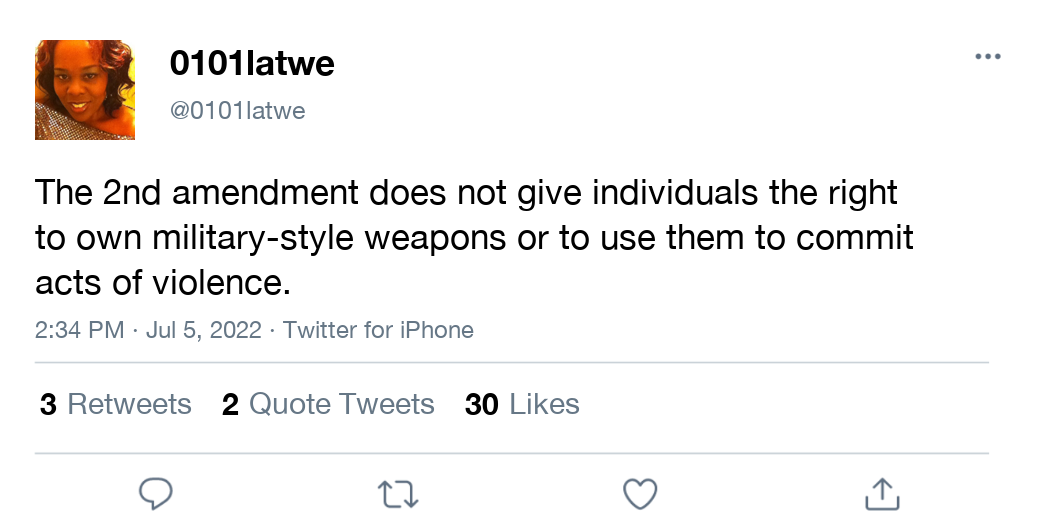 0101latwe
@0101latwe
The 2nd amendment does not give individuals the right
to own military-style weapons or to use them to commit
acts of violence.
2:34 PM · Jul 5, 2022 · Twitter for iPhone
3 Retweets 2 Quote Tweets 30 Likes